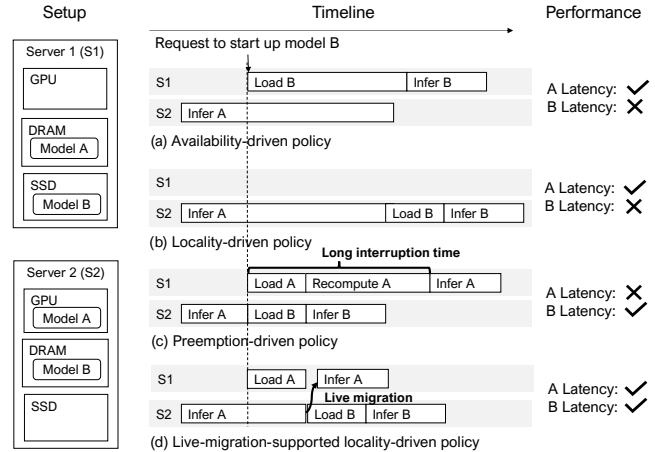 Setup
Timeline
Performance
Server 1 (S1)
GPU
DRAM
Model A
SSD
Model B
Server 2 (S2)
GPU
Model A
DRAM
Model B
SSD
Request to start up model B
S1
Load B
Infer B
S2
Infer A
(a) Availability-driven policy
A Latency:
B Latency:
S1
S2
Infer A
Load B
Infer B
(b) Locality-driven policy
A Latency:
B Latency:
Long interruption time
S1
Load A
Recompute A
Infer A
S2
Infer A
Load B
Infer B
(c) Preemption-driven policy
A Latency:
B Latency:
S1
Load A
Infer A
Live migration
S2
Infer A
Load B
Infer B
(d) Live-migration-supported locality-driven policy
A Latency:
B Latency: